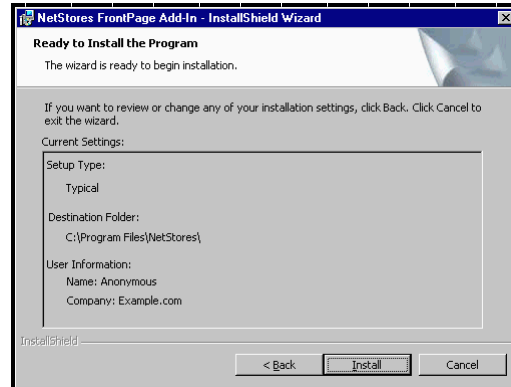 NetStores FrontPage Add-In - InstallShield Wizard
Ready to Install the Program
The wizard is ready to begin installation.
If you want to review or change any of your installation settings, click Back. Click Cancel to
exit the wizard.
Current Settings:
Setup Type:
Typical
Destination Folder:
C:\Program Files\NetStores\
User Information:
Name: Anonymous
Company: Example.com
InstallShield
< Back
Install
Cancel